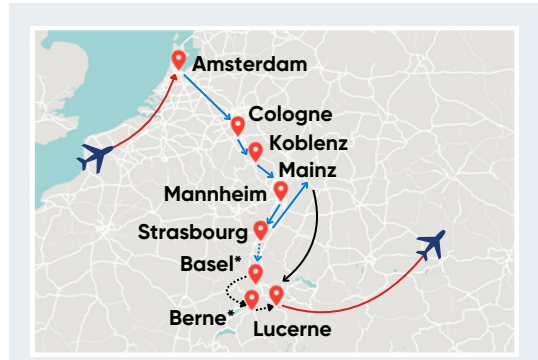 Amsterdam
Cologne
Koblenz
Mainz
Mannheim
Strasbourg
Basel*
Berne*
Lucerne